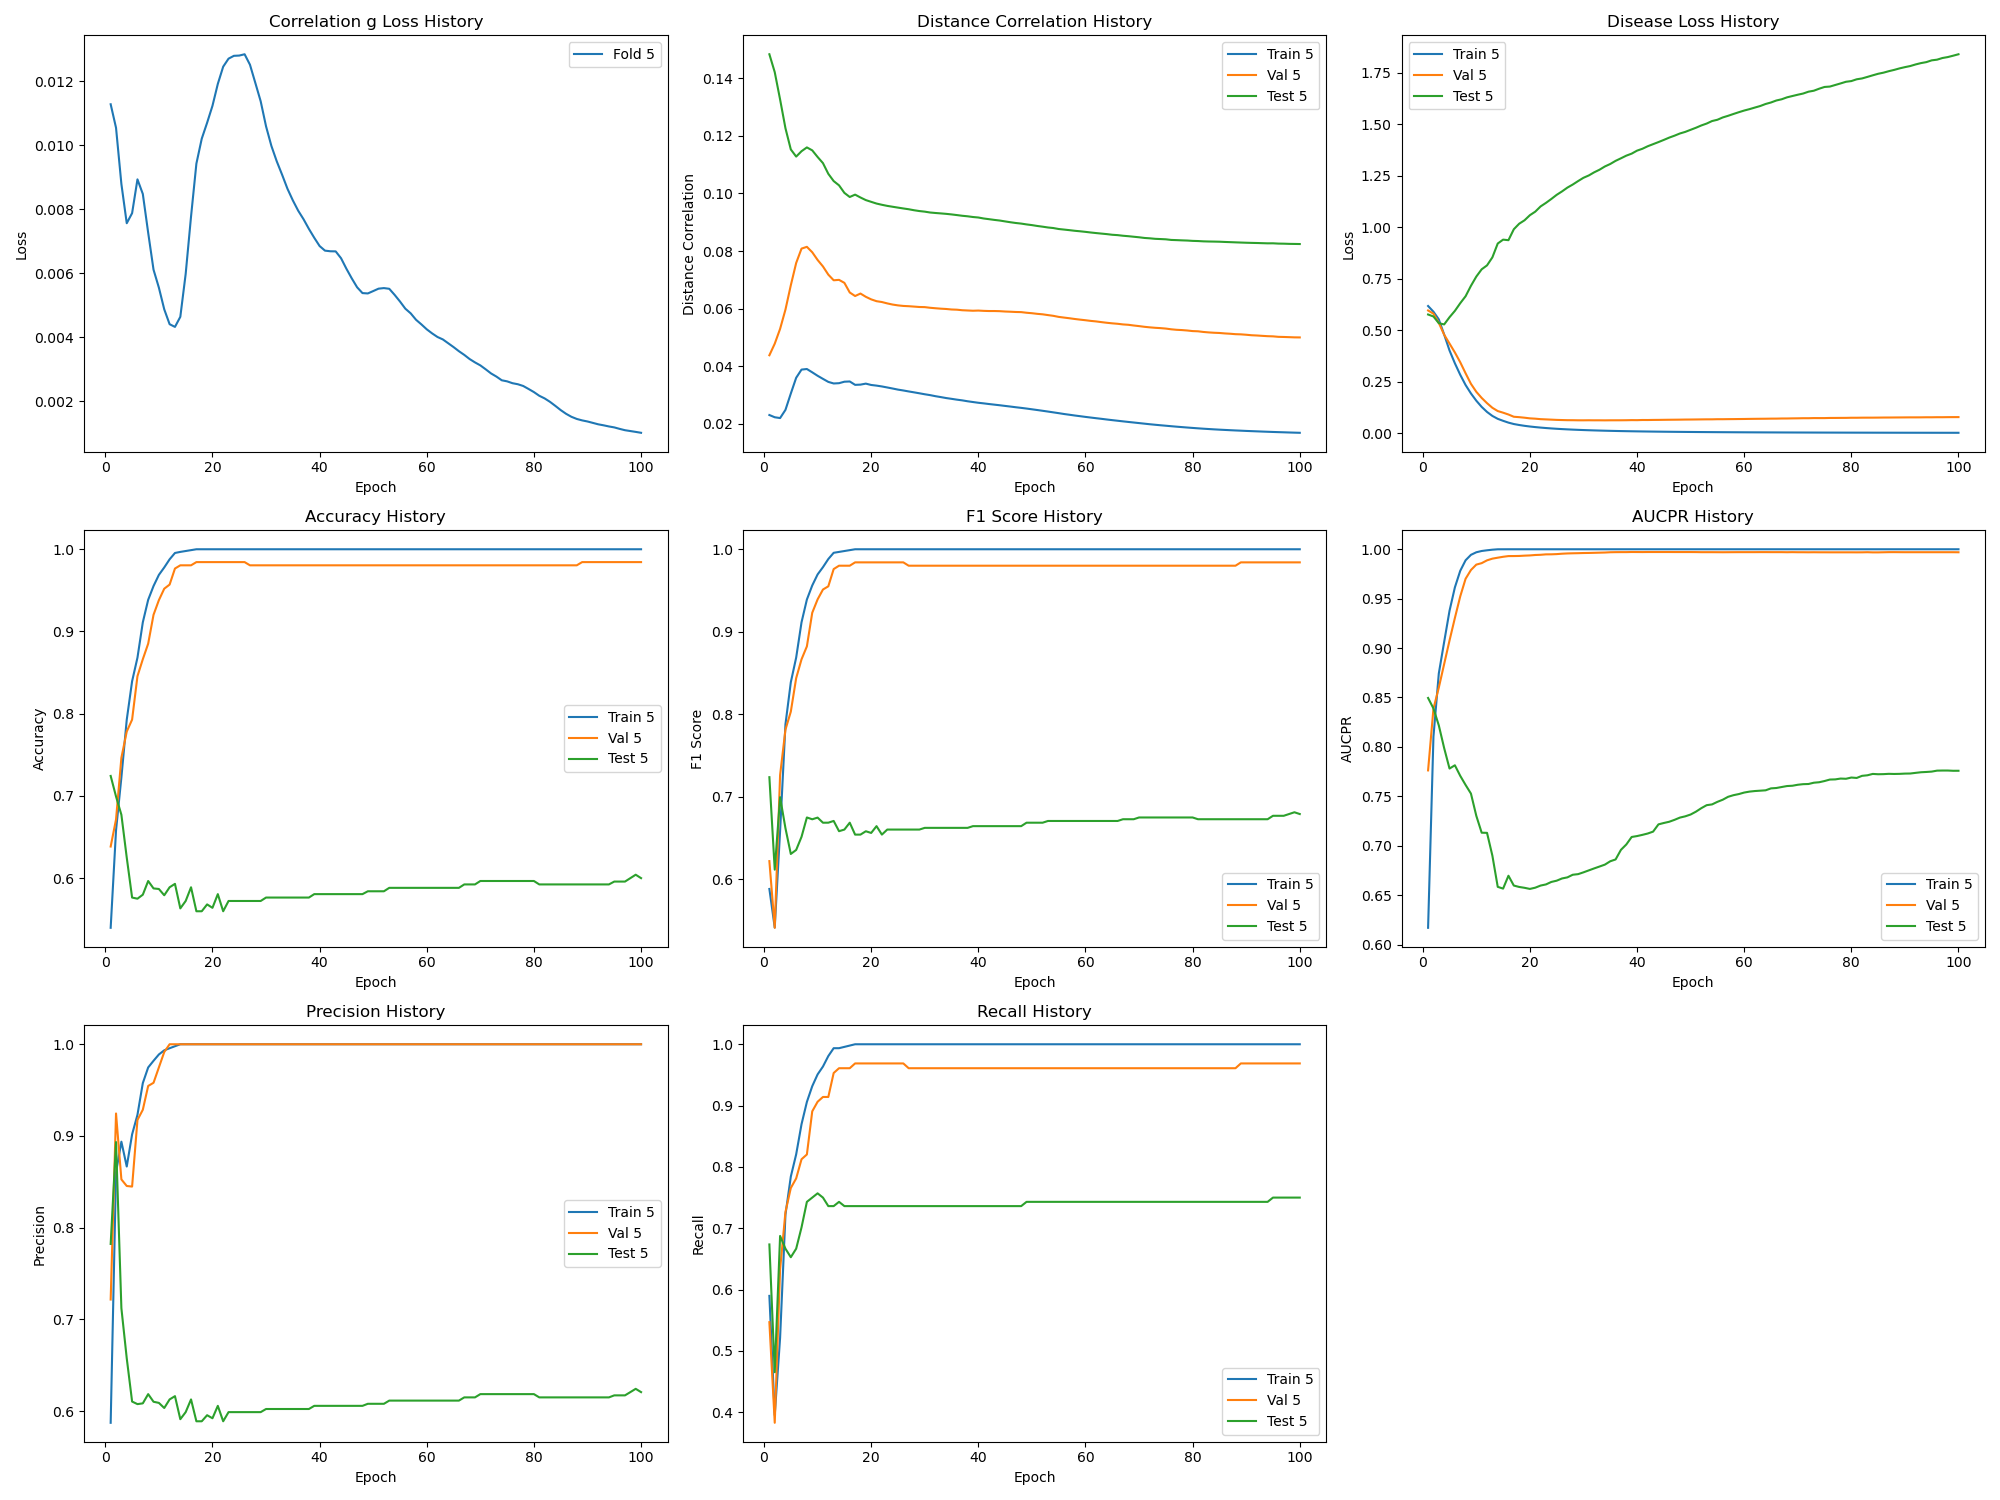 Correlation g Loss History
Loss
0.012
0.010
0.008
0.006
0.004
0.002
Fold 5
0 20 40 60 80 100
Epoch
Distance Correlation History
Distance Correlation
0.14
0.12
0.10
0.08
0.06
0.04
0.02
Train 5
Val 5
Test 5
0 20 40 60 80 100
Epoch
Disease Loss History
Loss
1.75
1.50
1.25
1.00
0.75
0.50
0.25
0.00
Train 5
Val 5
Test 5
0 20 40 60 80 100
Epoch
Accuracy History
Accuracy
1.0
0.9
0.8
0.7
0.6
Train 5
Val 5
Test 5
0 20 40 60 80 100
Epoch
F1 Score History
F1 Score
1.0
0.9
0.8
0.7
0.6
Train 5
Val 5
Test 5
0 20 40 60 80 100
Epoch
AUCPR History
AUCPR
1.00
0.95
0.90
0.85
0.80
0.75
0.70
0.65
0.60
Train 5
Val 5
Test 5
0 20 40 60 80 100
Epoch
Precision History
Precision
1.0
0.9
0.8
0.7
0.6
Train 5
Val 5
Test 5
0 20 40 60 80 100
Epoch
Recall History
Recall
1.0
0.9
0.8
0.7
0.6
0.5
0.4
Train 5
Val 5
Test 5
0 20 40 60 80 100
Epoch